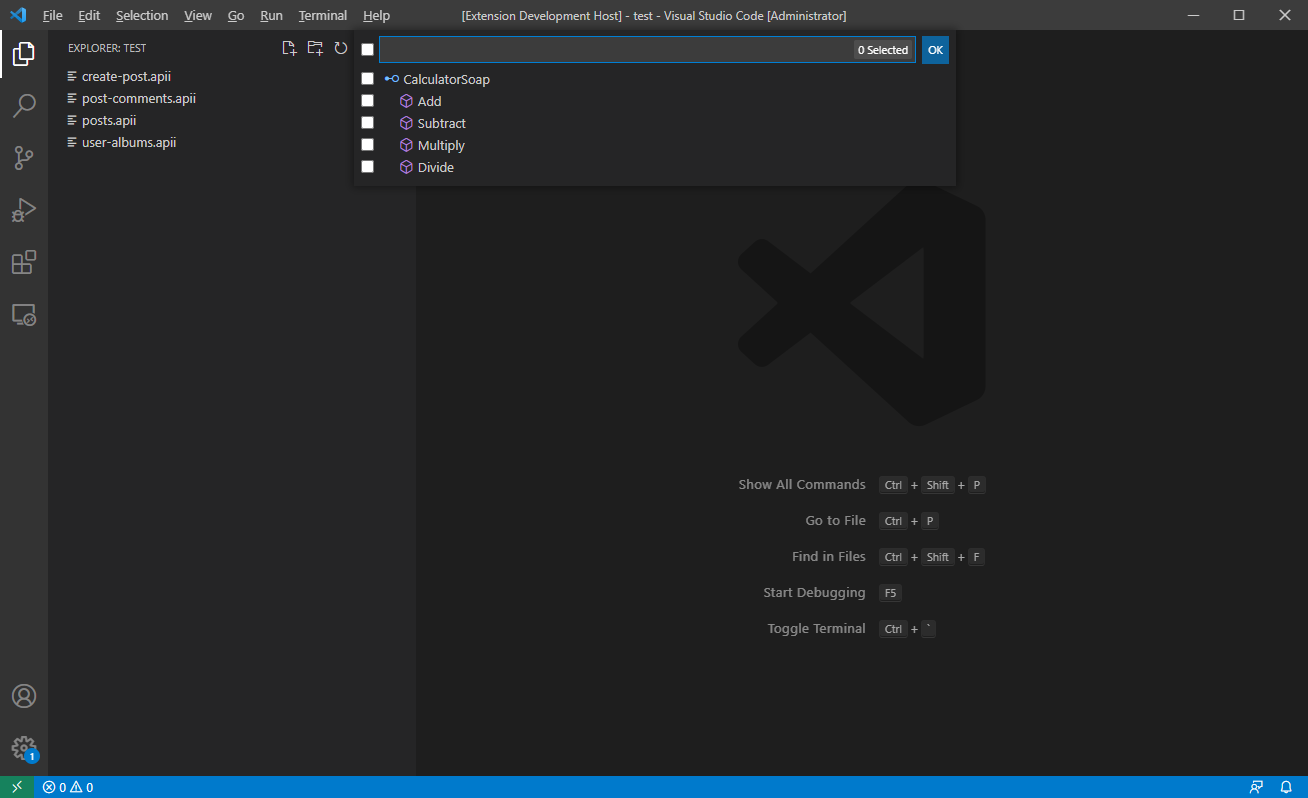 File Edit Selection View Go Run Terminal Help [Extension Development Host] - test - Visual Studio Code [Administrator]
EXPLORER: TEST
create-post.apii
post-comments.apii
posts.apii
user-albums.apii
0 Selected OK
CalculatorSoap
Add
Subtract
Multiply
Divide
Show All Commands Ctrl + Shift + P
Go to File Ctrl + P
Find in Files Ctrl + Shift + F
Start Debugging F5
Toggle Terminal Ctrl + `
1
0 0